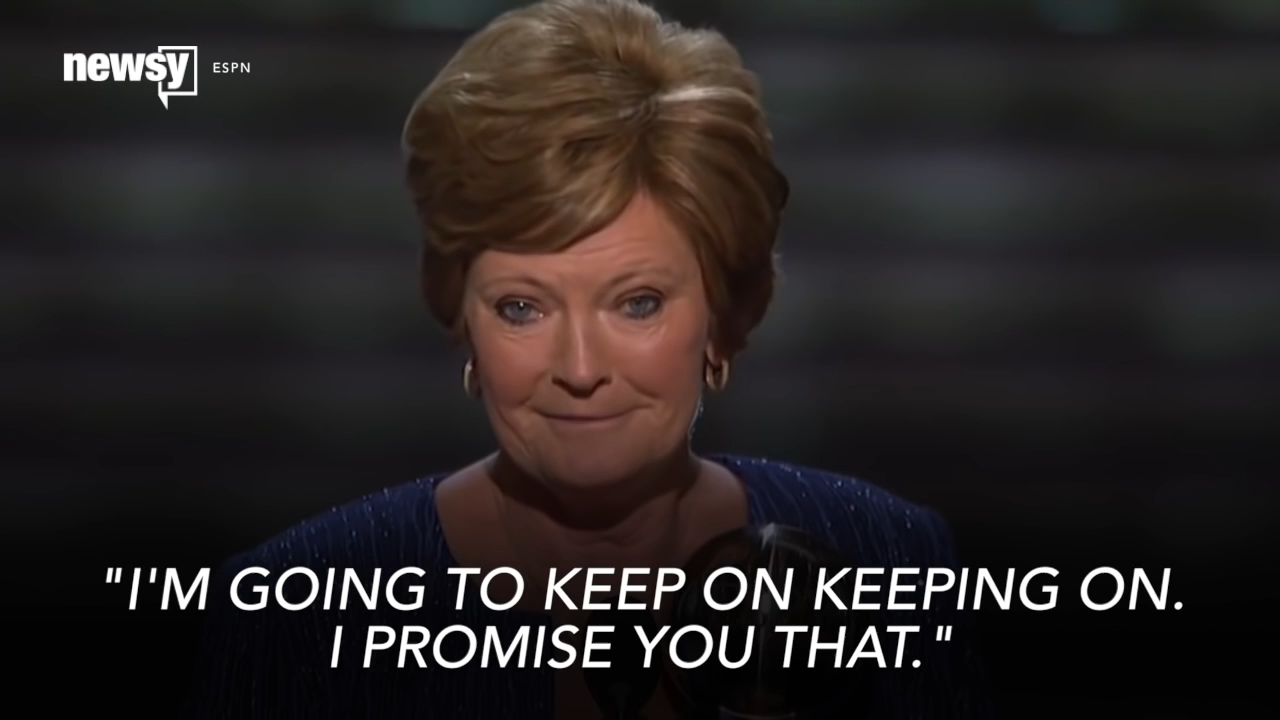 newsy ESPN
"I'M GOING TO KEEP ON KEEPING ON.
I PROMISE YOU THAT."